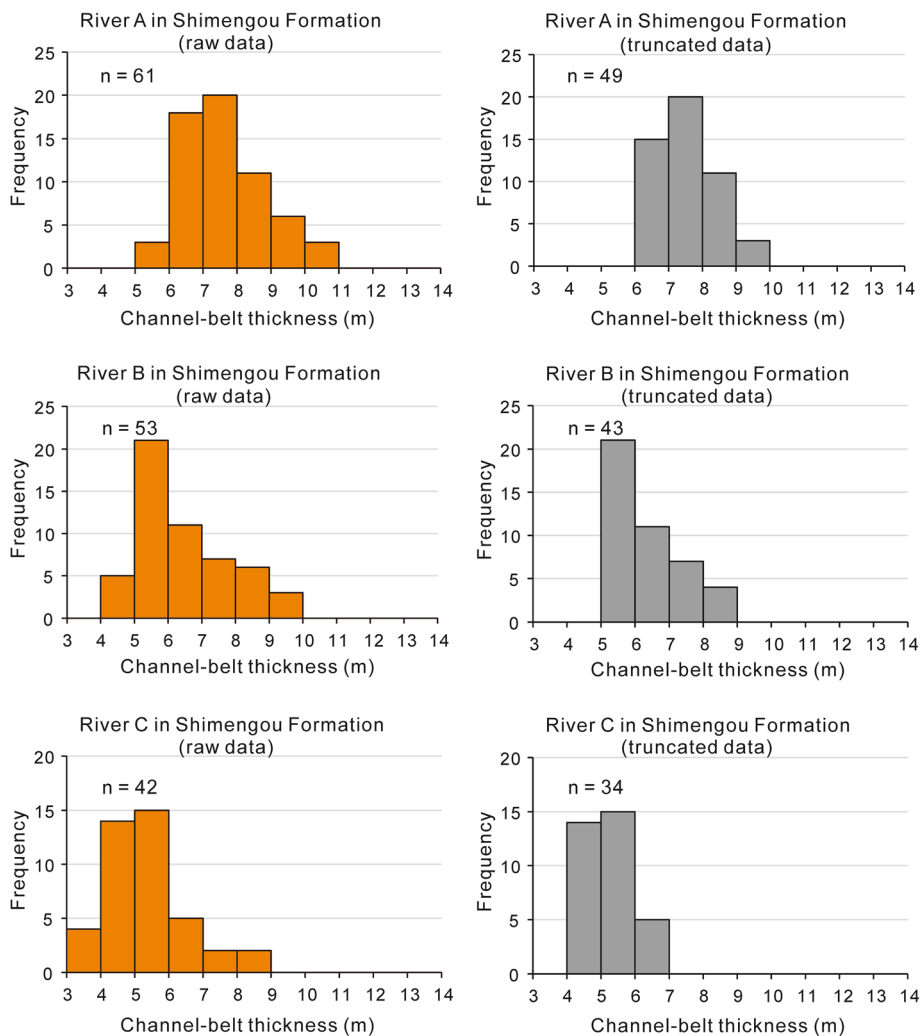 River A in Shimengou Formation
(raw data)
n = 61
25
20
15
10
5
0
Frequency
3 4 5 6 7 8 9 10 11 12 13 14
Channel-belt thickness (m)
River A in Shimengou Formation
(truncated data)
n = 49
25
20
15
10
5
0
Frequency
3 4 5 6 7 8 9 10 11 12 13 14
Channel-belt thickness (m)
River B in Shimengou Formation
(raw data)
n = 53
25
20
15
10
5
0
Frequency
3 4 5 6 7 8 9 10 11 12 13 14
Channel-belt thickness (m)
River B in Shimengou Formation
(truncated data)
n = 43
25
20
15
10
5
0
Frequency
3 4 5 6 7 8 9 10 11 12 13 14
Channel-belt thickness (m)
River C in Shimengou Formation
(raw data)
n = 42
20
15
10
5
0
Frequency
3 4 5 6 7 8 9 10 11 12 13 14
Channel-belt thickness (m)
River C in Shimengou Formation
(truncated data)
n = 34
20
15
10
5
0
Frequency
3 4 5 6 7 8 9 10 11 12 13 14
Channel-belt thickness (m)